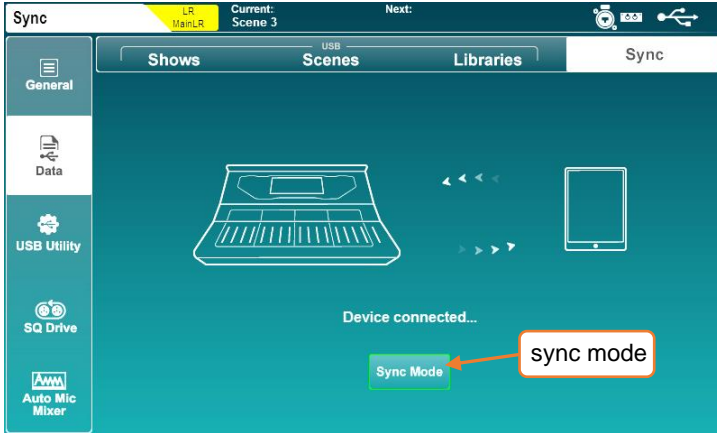 Sync
LR
MainLR
Current:
Scene 3
Next:
General
Data
USB Utility
SQ Drive
Auto Mic
Mixer
USB
Shows
Scenes
Libraries
Sync
Device connected...
Sync Mode
sync mode